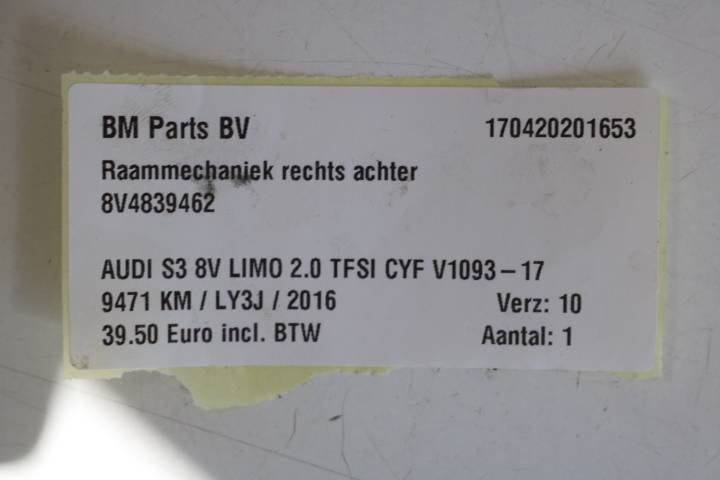 BM Parts BV 170420201653
Raammechaniek rechts achter
8V4839462
AUDI S3 8V LIMO 2.0 TFSI CYF V1093-17
9471 KM / LY3J / 2016 Verz: 10
39.50 Euro incl. BTW Aantal: 1